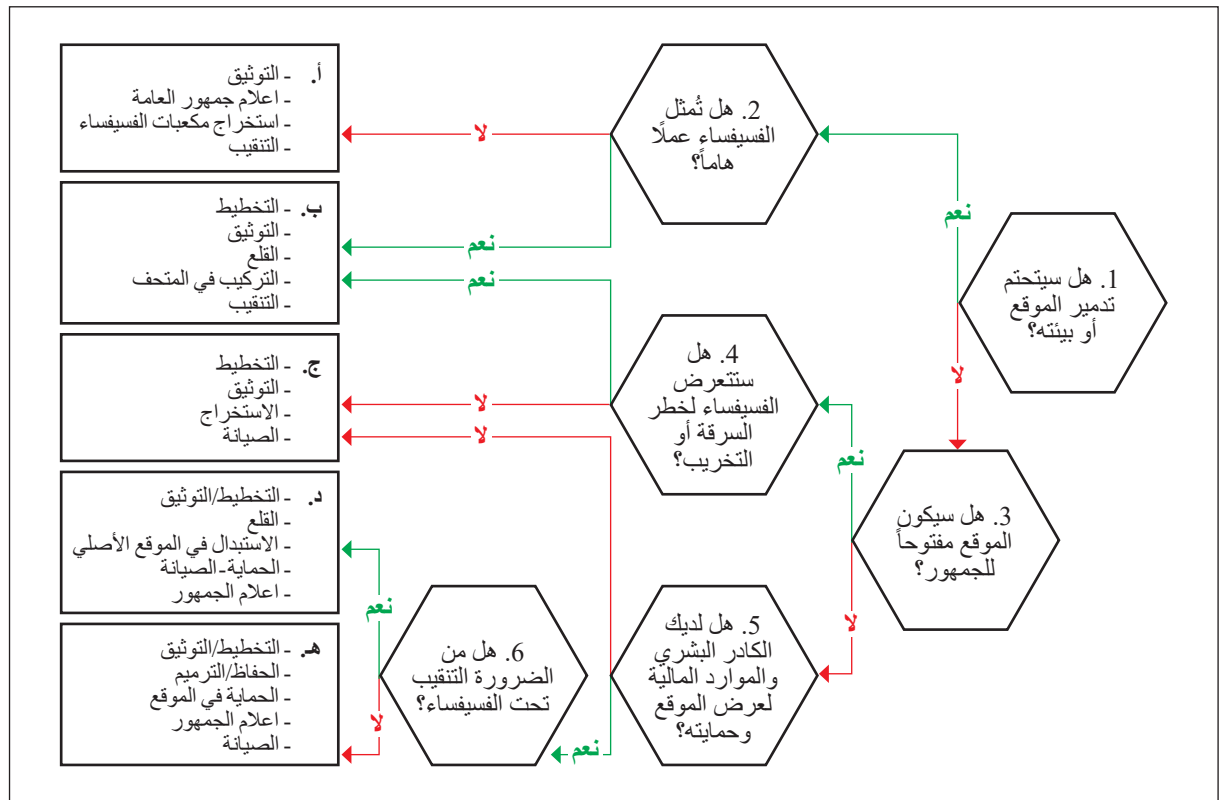 1. هل سيتحتم
تدمير الموقع
أو بيئته؟
نعم
لا
2. هل تُمثل
الفسيفساء عملًا
هاماً؟
لا
نعم
3. هل سيكون
الموقع مفتوحاً
للجمهور؟
نعم
لا
4. هل
ستتعرض
الفسيفساء لخطر
السرقة أو
التخريب؟
نعم
لا
5. هل لديك
الكادر البشري
والموارد المالية
لعرض الموقع
وحمايته؟
لا
نعم
6. هل من
الضرورة التنقيب
تحت الفسيفساء؟
نعم
لا
أ. - التوثيق
- اعلام جمهور العامة
- استخراج مكعبات الفسيفساء
- التنقيب
ب. - التخطيط
- التوثيق
- القلع
- التركيب في المتحف
- التنقيب
ج. - التخطيط
- التوثيق
- الاستخراج
- الصيانة
د. - التخطيط/التوثيق
- القلع
- الاستبدال في الموقع الأصلي
- الحماية- الصيانة
- اعلام الجمهور
هـ. - التخطيط/التوثيق
- الحفاظ/الترميم
- الحماية في الموقع
- اعلام الجمهور
- الصيانة